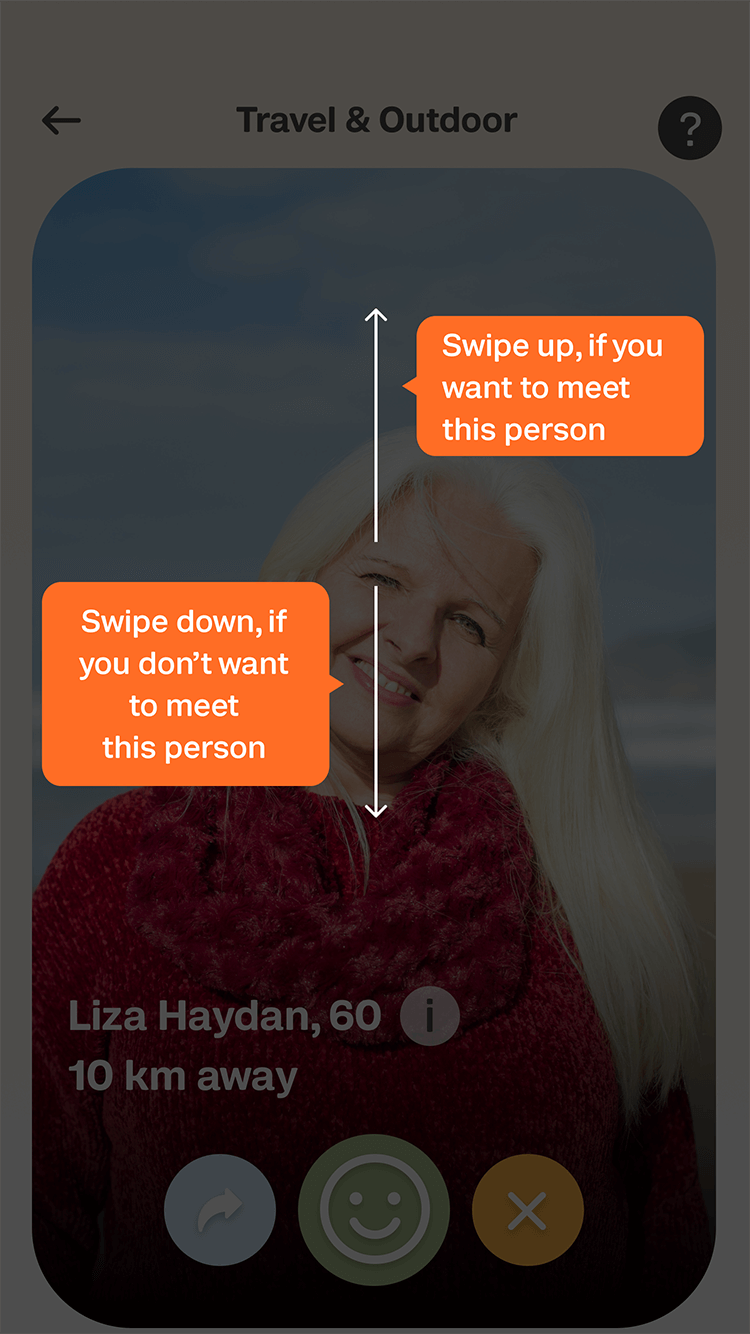 Travel & Outdoor
?
Swipe up, if you
want to meet
this person
Swipe down, if
you don’t want
to meet
this person
Liza Haydan, 60 i
10 km away